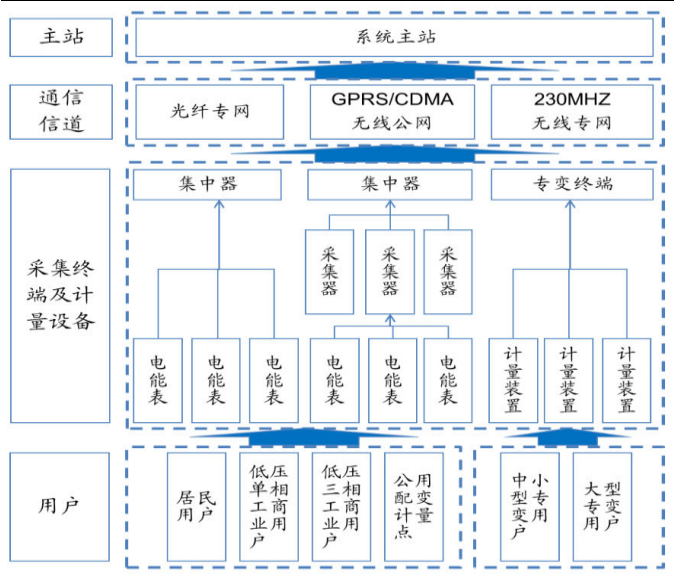 主站
系统主站
通信
信道
光纤专网
GPRS/CDMA
无线公网
230MHZ
无线专网
采集终
端及计
量设备
集中器
集中器
专变终端
采集器
采集器
采集器
电能表
电能表
电能表
电能表
电能表
电能表
计量装置
计量装置
计量装置
用户
居民
用户
低压
单相
工商
业用
户
低压
三相
工商
业用
户
公用
配变
计量
点
中小
型专
变用
户
大型
专变
用户